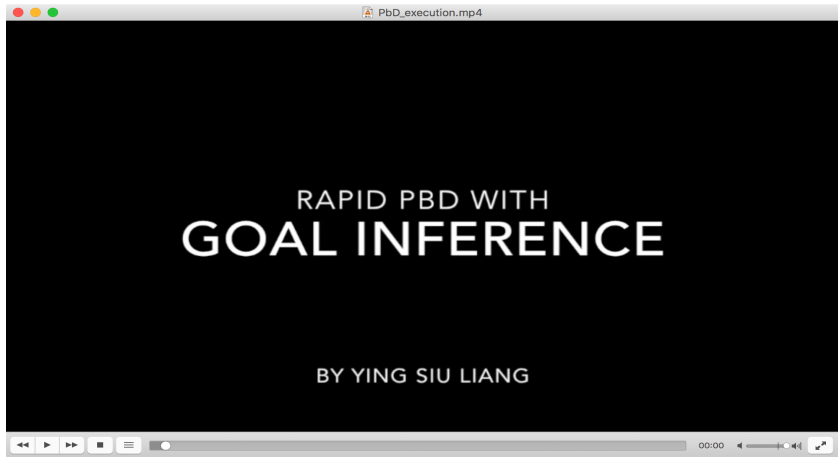 PbD_execution.mp4
RAPID PBD WITH
GOAL INFERENCE
BY YING SIU LIANG
00:00